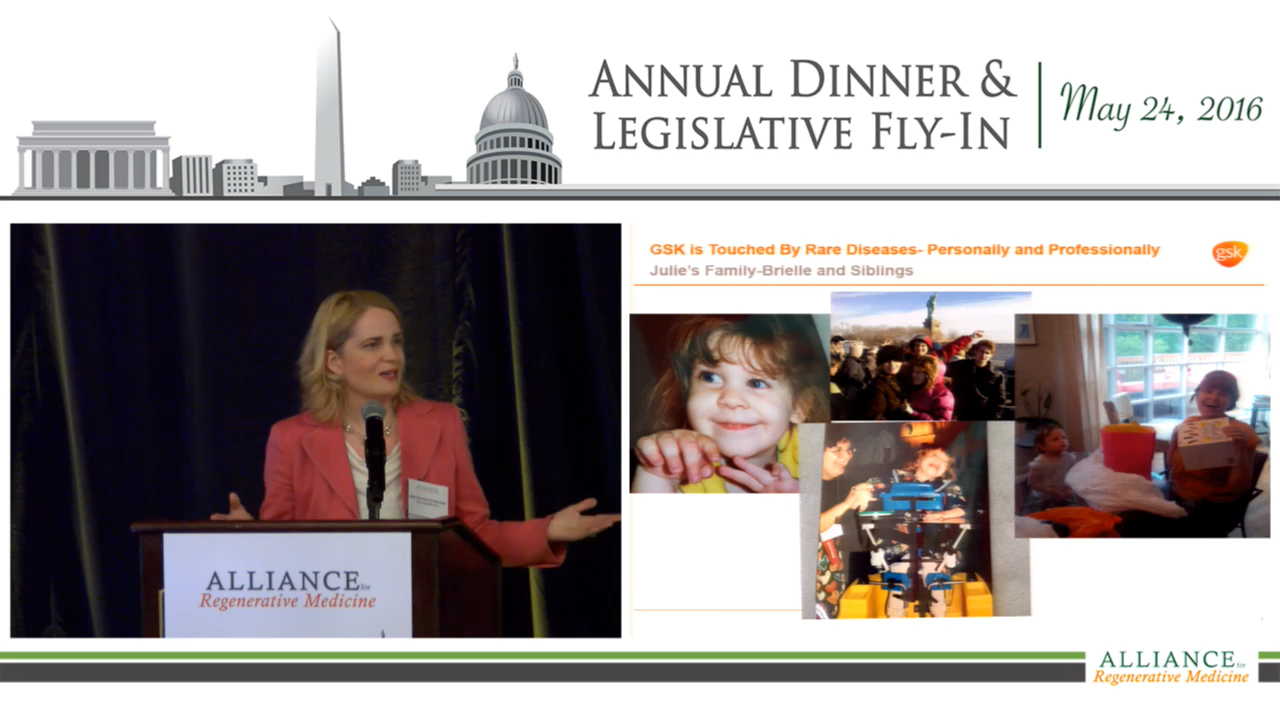 ANNUAL DINNER &
LEGISLATIVE FLY-IN
May 24, 2016
GSK is Touched By Rare Diseases- Personally and Professionally
Julie's Family-Brielle and Siblings
gsk
ALLIANCE for
Regenerative Medicine
ALLIANCE for
Regenerative Medicine